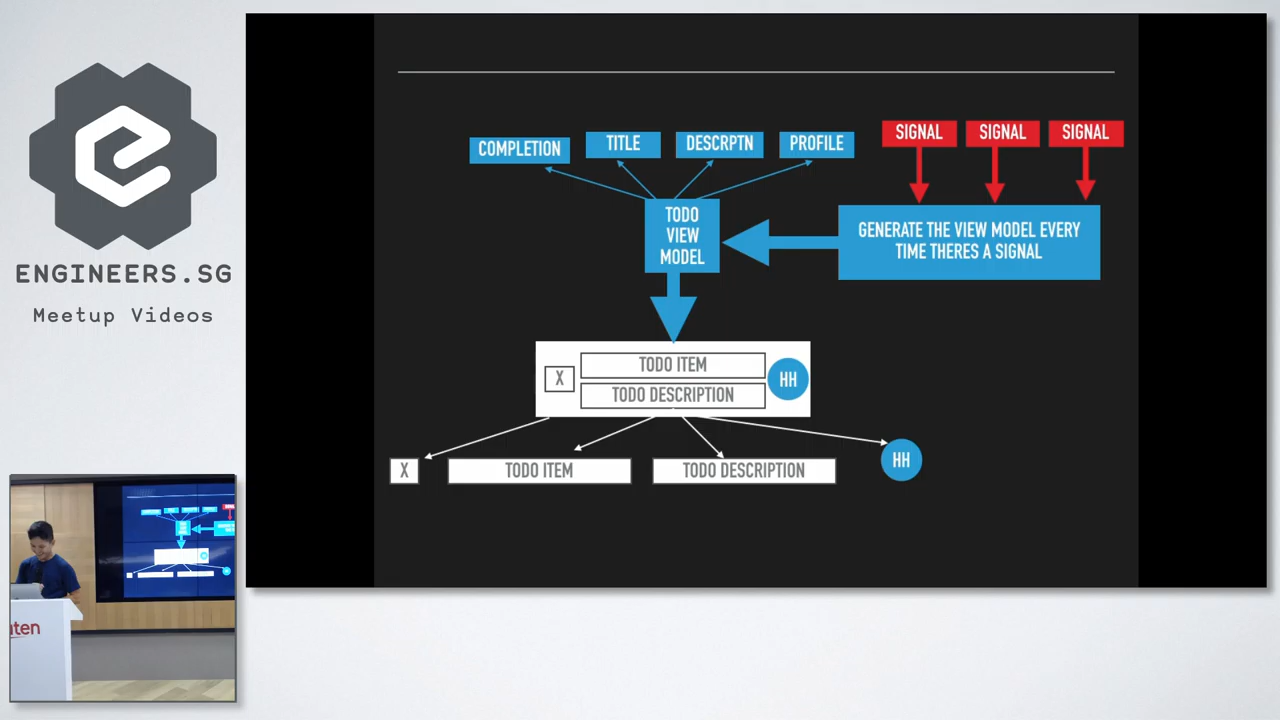 ENGINEERS.SG
Meetup Videos
COMPLETION
TITLE
DESCRPTN
PROFILE
SIGNAL
SIGNAL
SIGNAL
TODO
VIEW
MODEL
GENERATE THE VIEW MODEL EVERY
TIME THERES A SIGNAL
X
TODO ITEM
TODO DESCRIPTION
HH
X
TODO ITEM
TODO DESCRIPTION
HH
ten